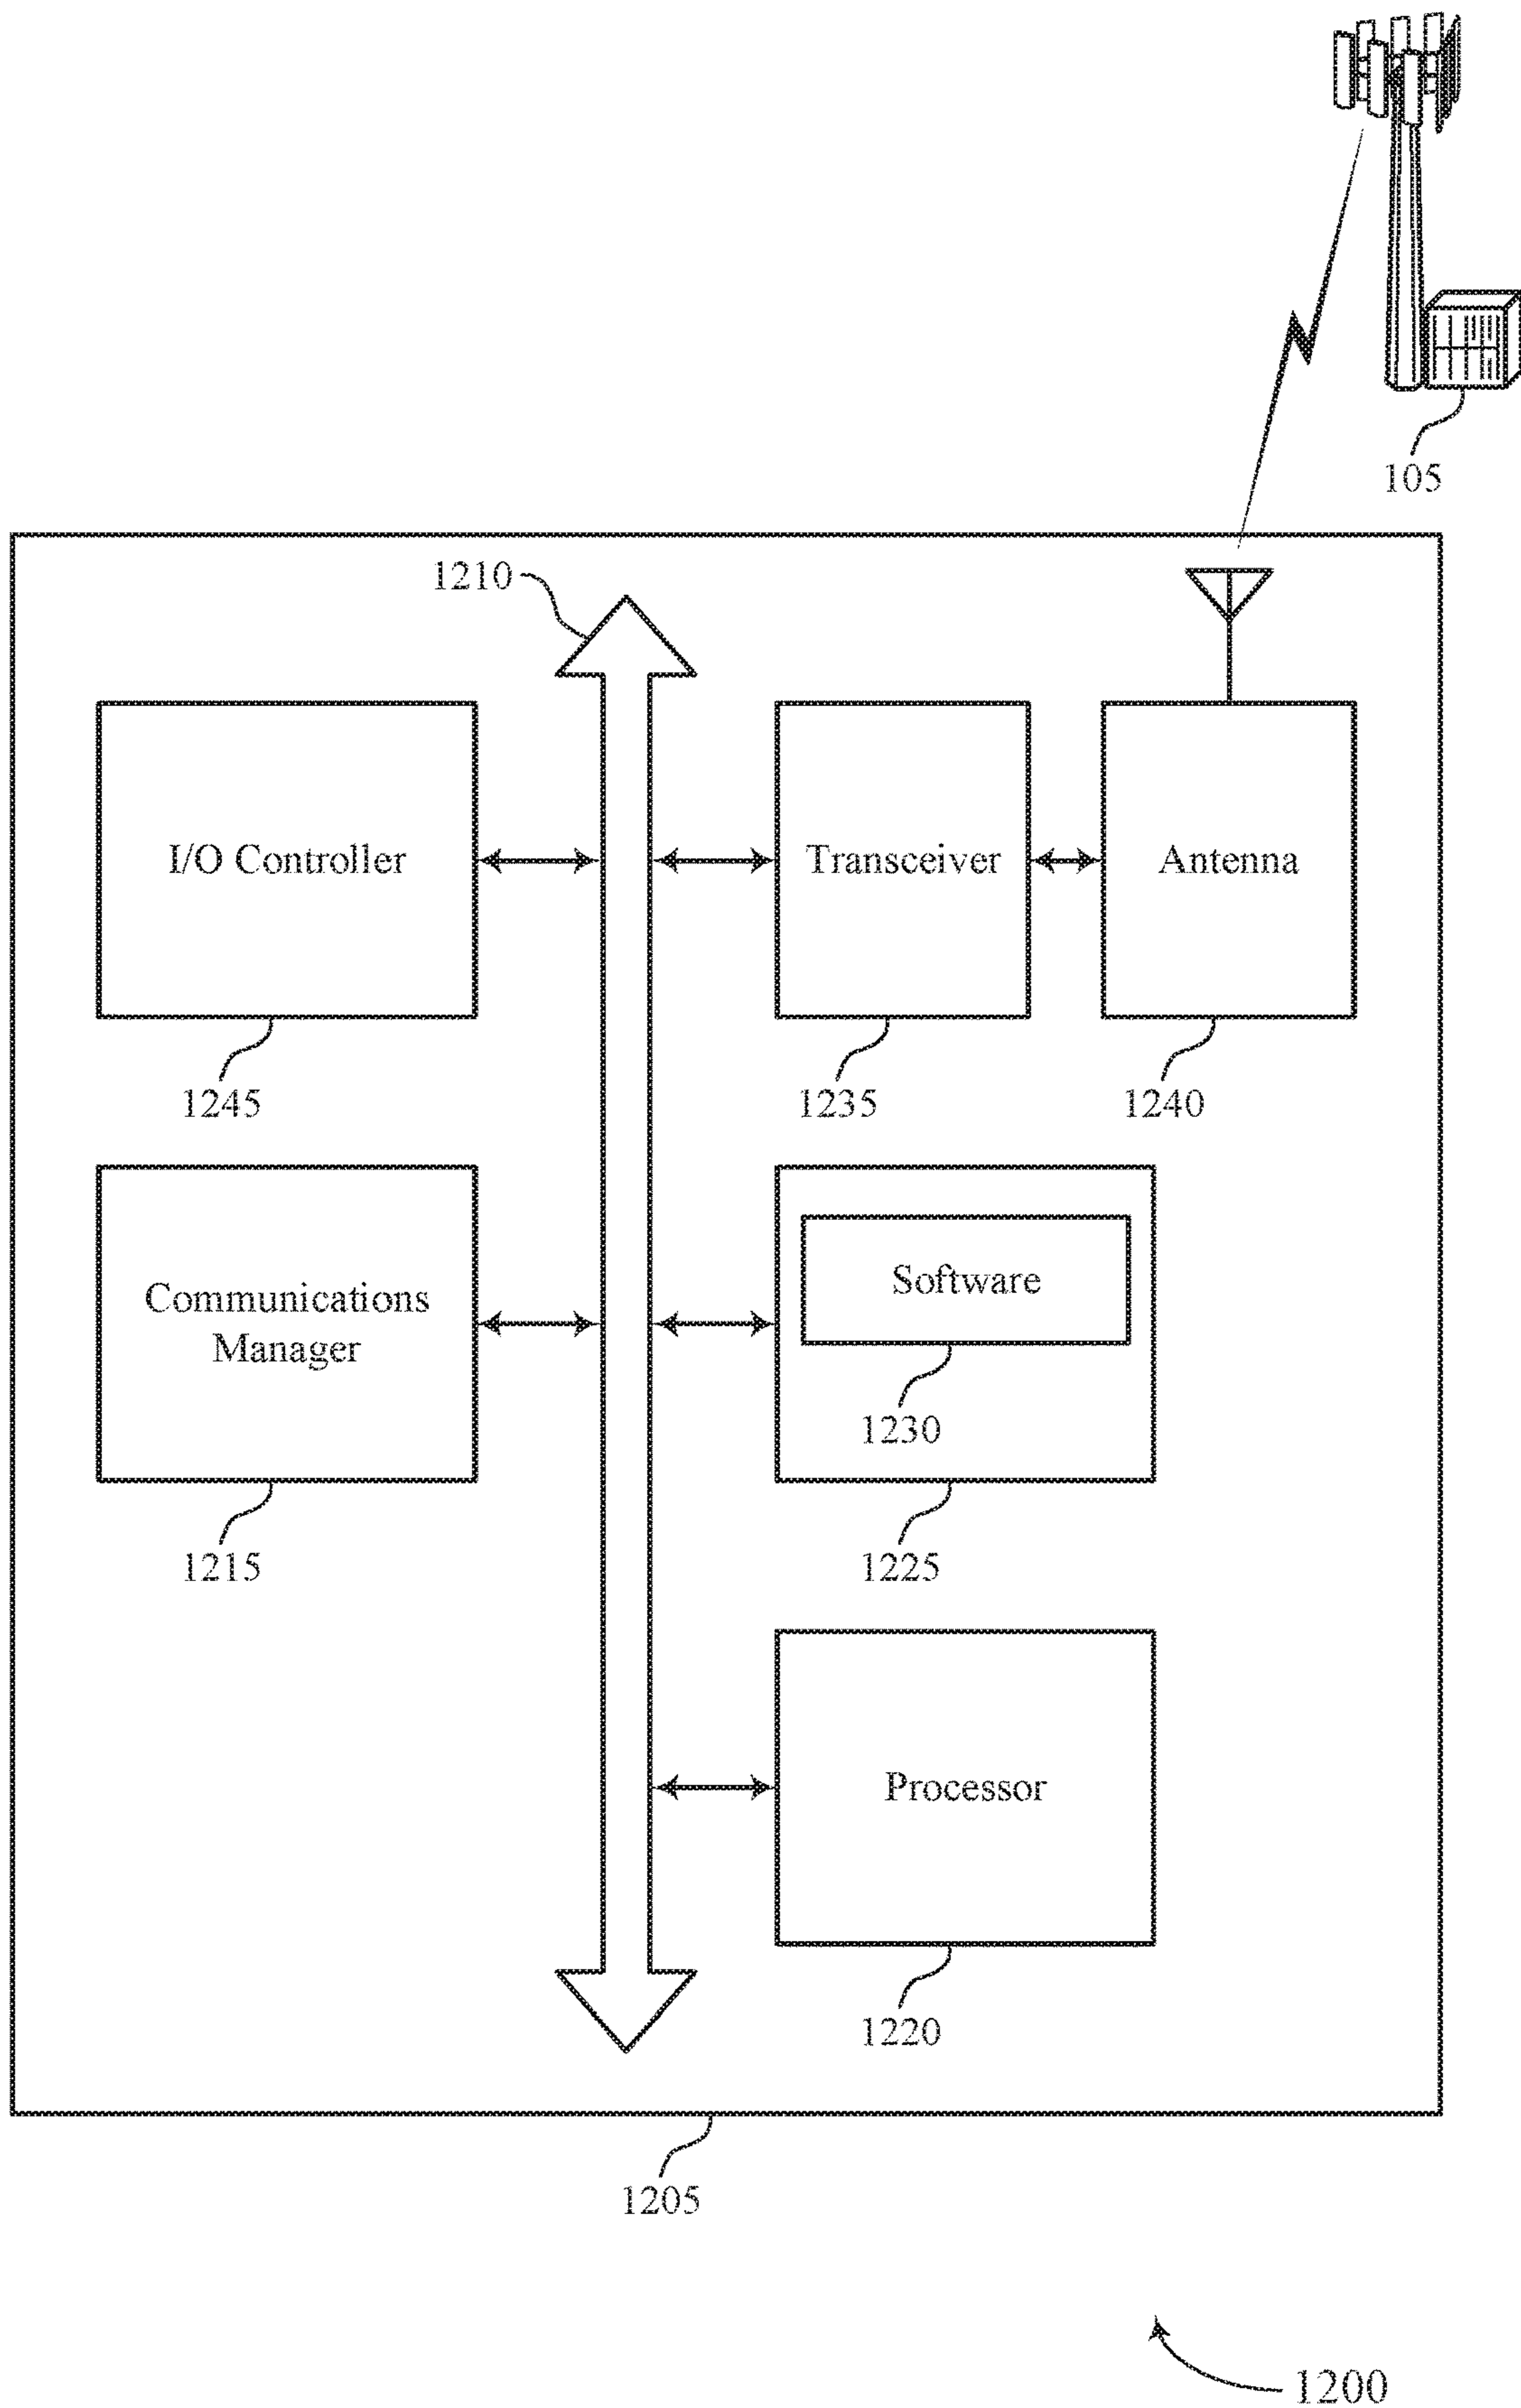 105
1210
I/O Controller
Transceiver
Antenna
1245
1235
1240
Communications
Manager
Software
1230
1215
1225
Processor
1220
1205
1200